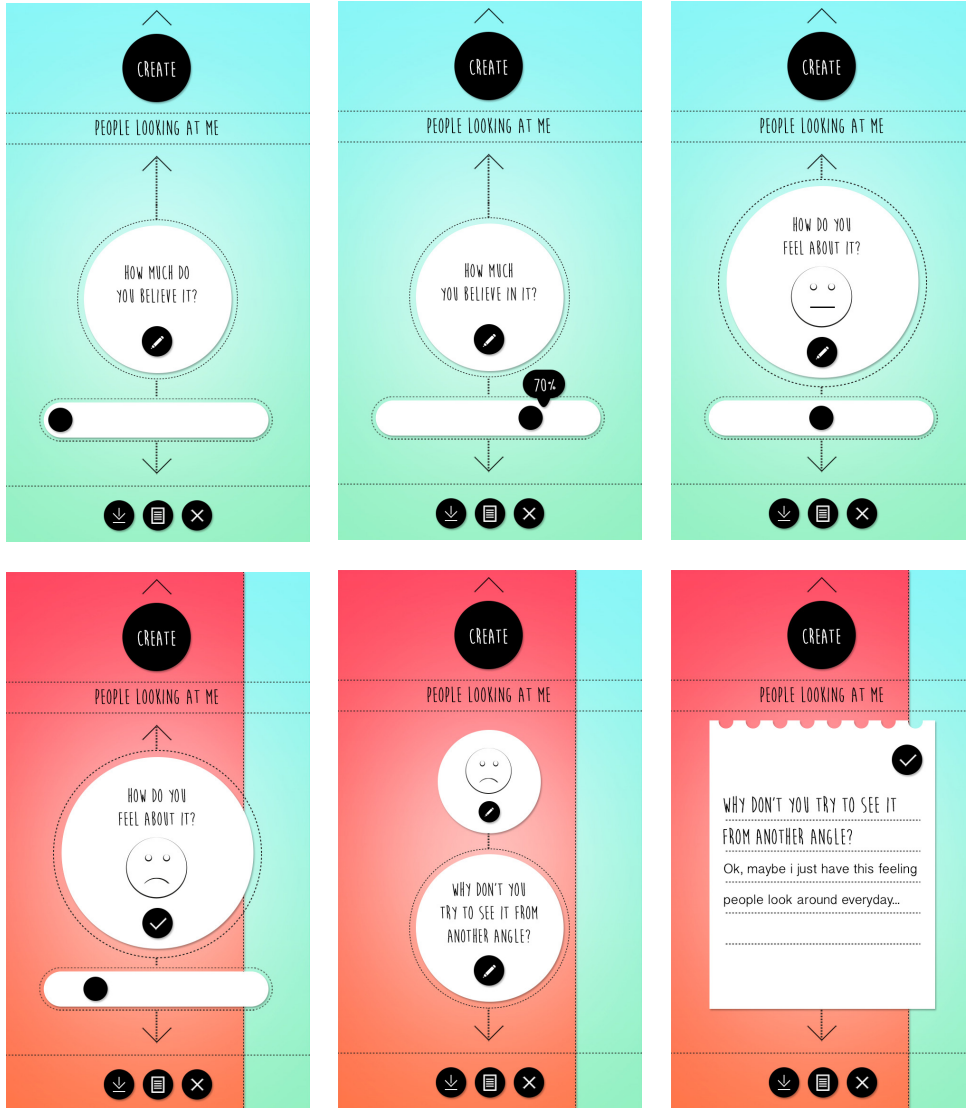 CREATE
PEOPLE LOOKING AT ME
HOW MUCH DO
YOU BELIEVE IT?
CREATE
PEOPLE LOOKING AT ME
HOW MUCH
YOU BELIEVE IN IT?
70%
CREATE
PEOPLE LOOKING AT ME
HOW DO YOU
FEEL ABOUT IT?
CREATE
PEOPLE LOOKING AT ME
HOW DO YOU
FEEL ABOUT IT?
CREATE
PEOPLE LOOKING AT ME
WHY DON'T YOU
TRY TO SEE IT FROM
ANOTHER ANGLE?
CREATE
PEOPLE LOOKING AT ME
WHY DON'T YOU TRY TO SEE IT
FROM ANOTHER ANGLE?
Ok, maybe i just have this feeling
people look around everyday...